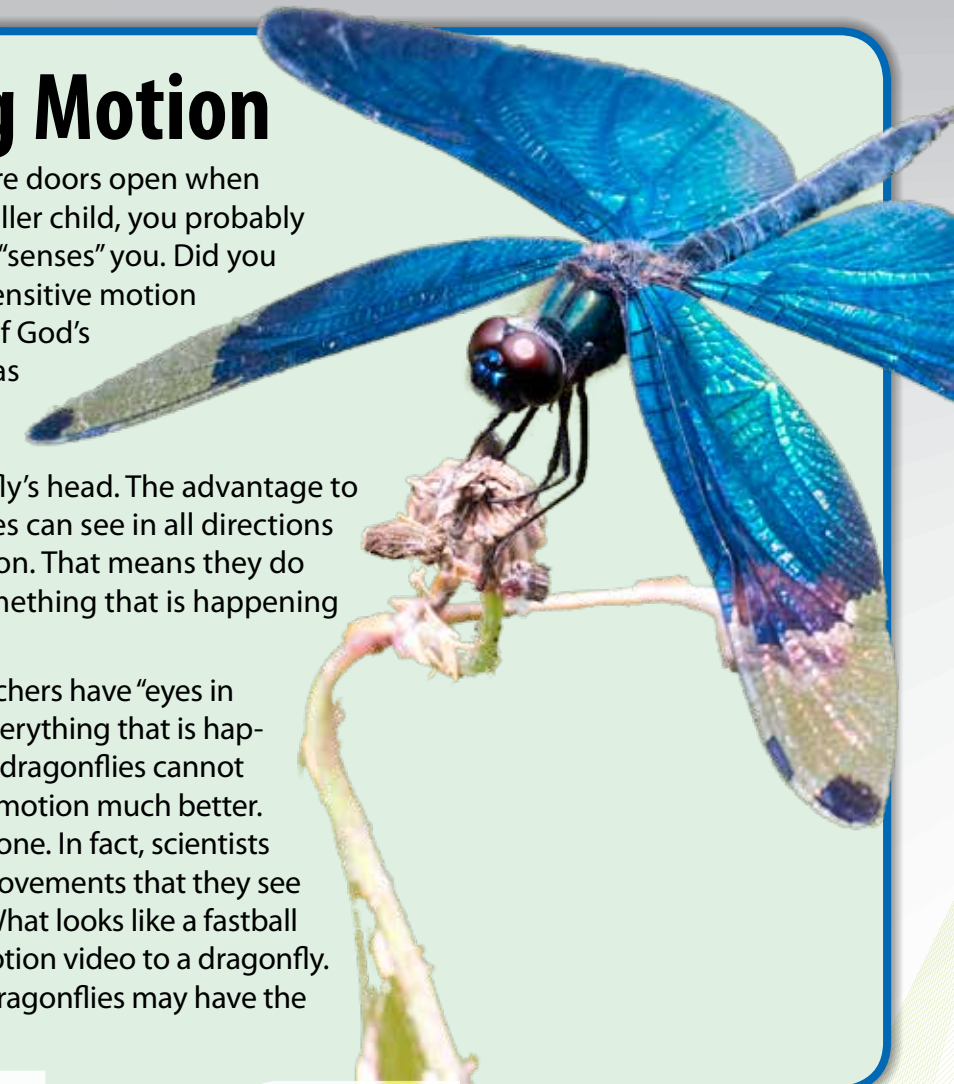 g Motion
re doors open when
ller child, you probably
“senses” you. Did you
ensitive motion
f God’s
as
fly’s head. The advantage to
es can see in all directions
on. That means they do
mething that is happening
chers have “eyes in
verything that is hap-
dragonflies cannot
motion much better.
one. In fact, scientists
ovements that they see
What looks like a fastball
otion video to a dragonfly.
ragonflies may have the